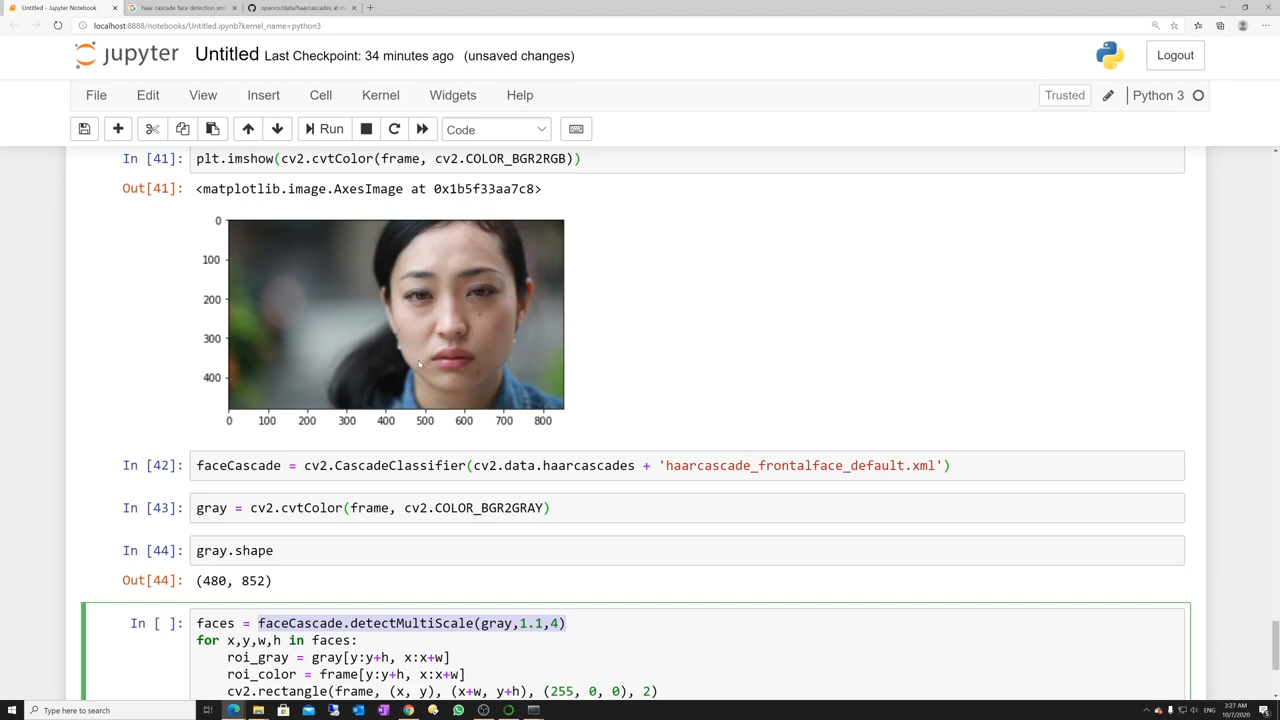 Untitled - Jupyter Notebook
haar cascade face detection xml
opencv/data/haarcascades at m
localhost:8888/notebooks/Untitled.ipynb?kernel_name=python3
jupyter Untitled Last Checkpoint: 34 minutes ago (unsaved changes)
Logout
File Edit View Insert Cell Kernel Widgets Help
Trusted
Python 3
Run
Code
In [41]: plt.imshow(cv2.cvtColor(frame, cv2.COLOR_BGR2RGB))
Out[41]: <matplotlib.image.AxesImage at 0x1b5f33aa7c8>
0
100
200
300
400
0 100 200 300 400 500 600 700 800
In [42]: faceCascade = cv2.CascadeClassifier(cv2.data.haarcascades + 'haarcascade_frontalface_default.xml')
In [43]: gray = cv2.cvtColor(frame, cv2.COLOR_BGR2GRAY)
In [44]: gray.shape
Out[44]: (480, 852)
In [ ]: faces = faceCascade.detectMultiScale(gray,1.1,4)
for x,y,w,h in faces:
roi_gray = gray[y:y+h, x:x+w]
roi_color = frame[y:y+h, x:x+w]
cv2.rectangle(frame, (x, y), (x+w, y+h), (255, 0, 0), 2)
Type here to search
ENG
3:27 AM
10/7/2020